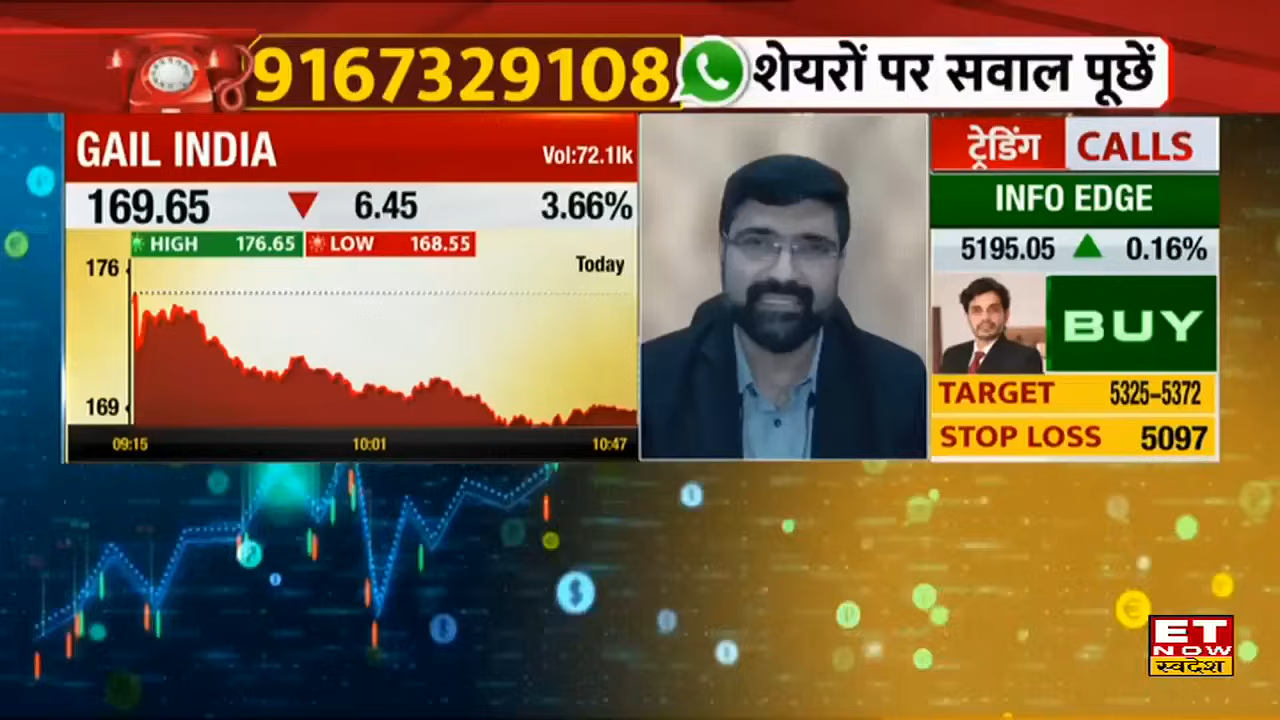 9167329108 शेयरों पर सवाल पूछें
GAIL INDIA Vol:72.1lk
169.65 6.45 3.66%
HIGH 176.65 LOW 168.55
Today
176
169
09:15 10:01 10:47
ट्रेडिंग CALLS
INFO EDGE
5195.05 0.16%
BUY
TARGET 5325-5372
STOP LOSS 5097
ET
NOW
स्वदेश